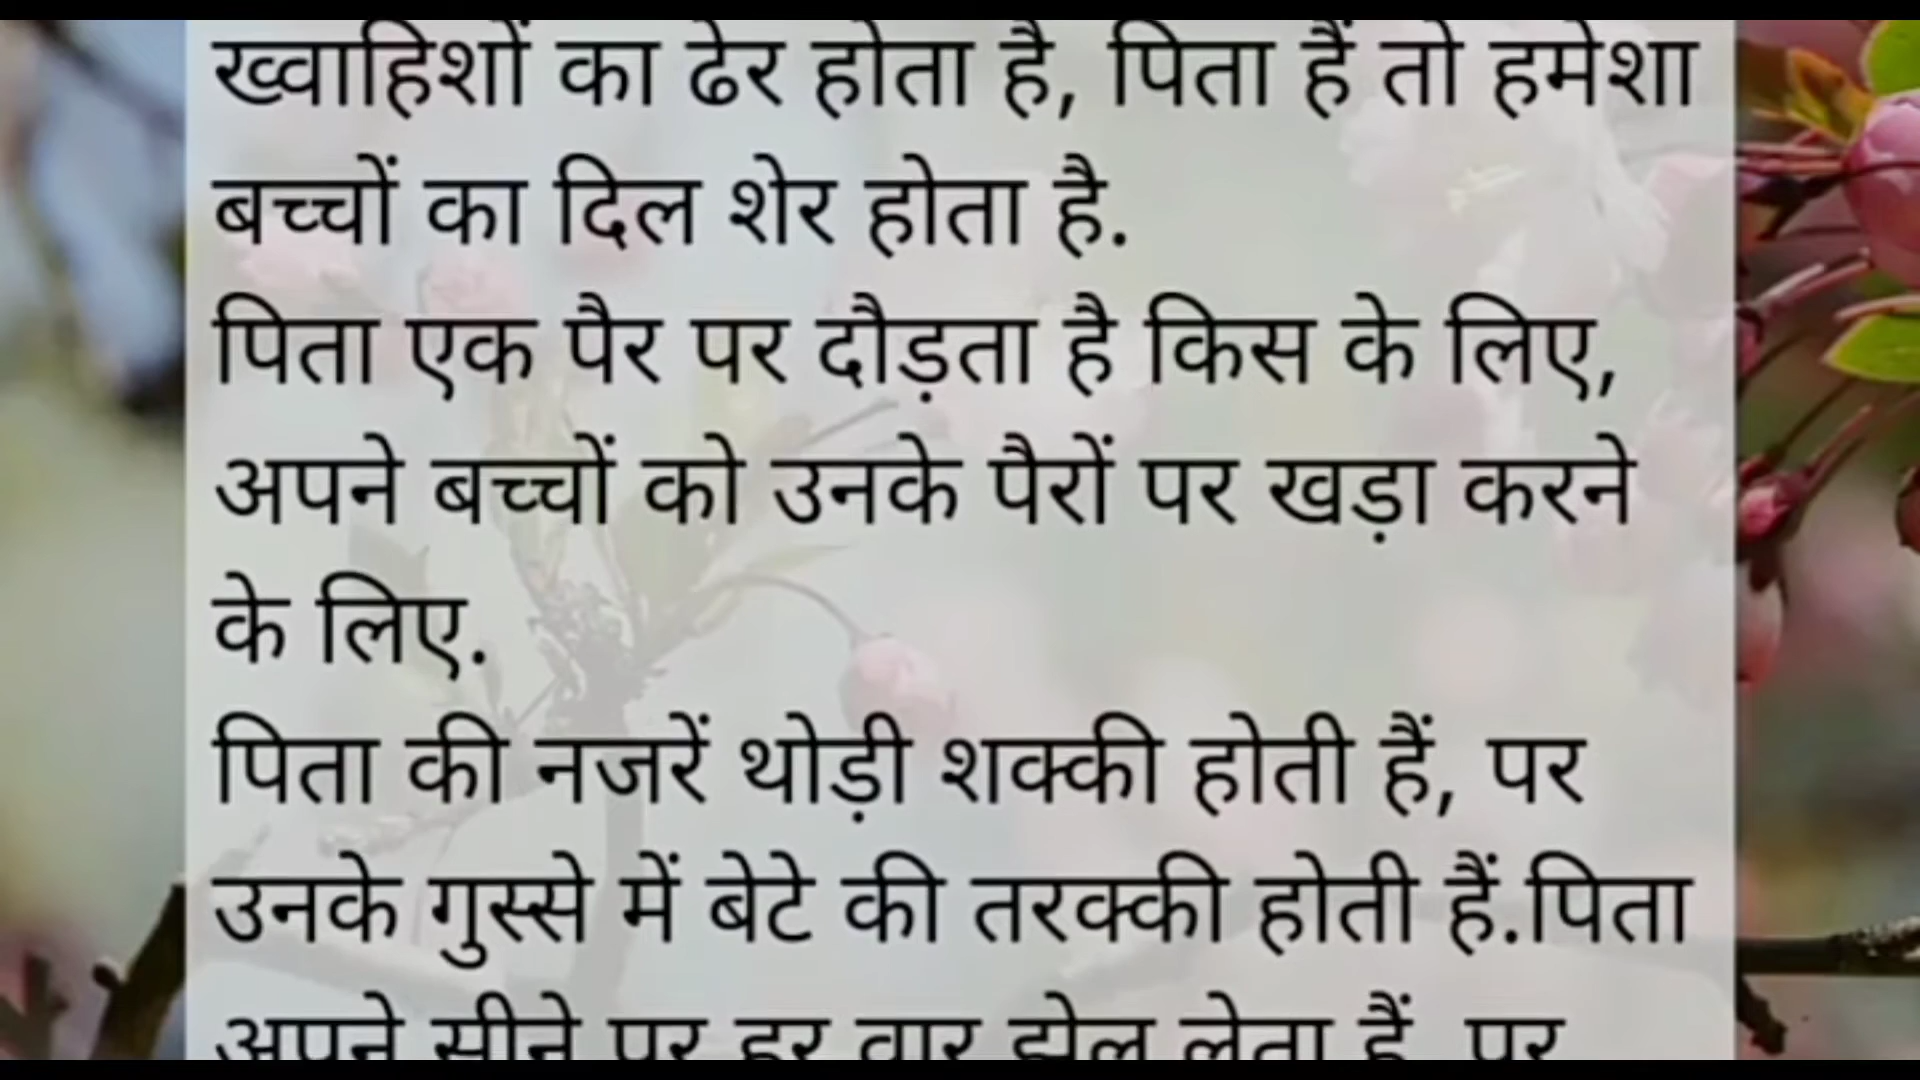 ख्वाहिशों का ढेर होता है, पिता हैं तो हमेशा
बच्चों का दिल शेर होता है.
पिता एक पैर पर दौड़ता है किस के लिए,
अपने बच्चों को उनके पैरों पर खड़ा करने
के लिए.
पिता की नजरें थोड़ी शक्की होती हैं, पर
उनके गुस्से में बेटे की तरक्की होती हैं.पिता
अपने सीने पर हर वार झेल लेता हैं, पर